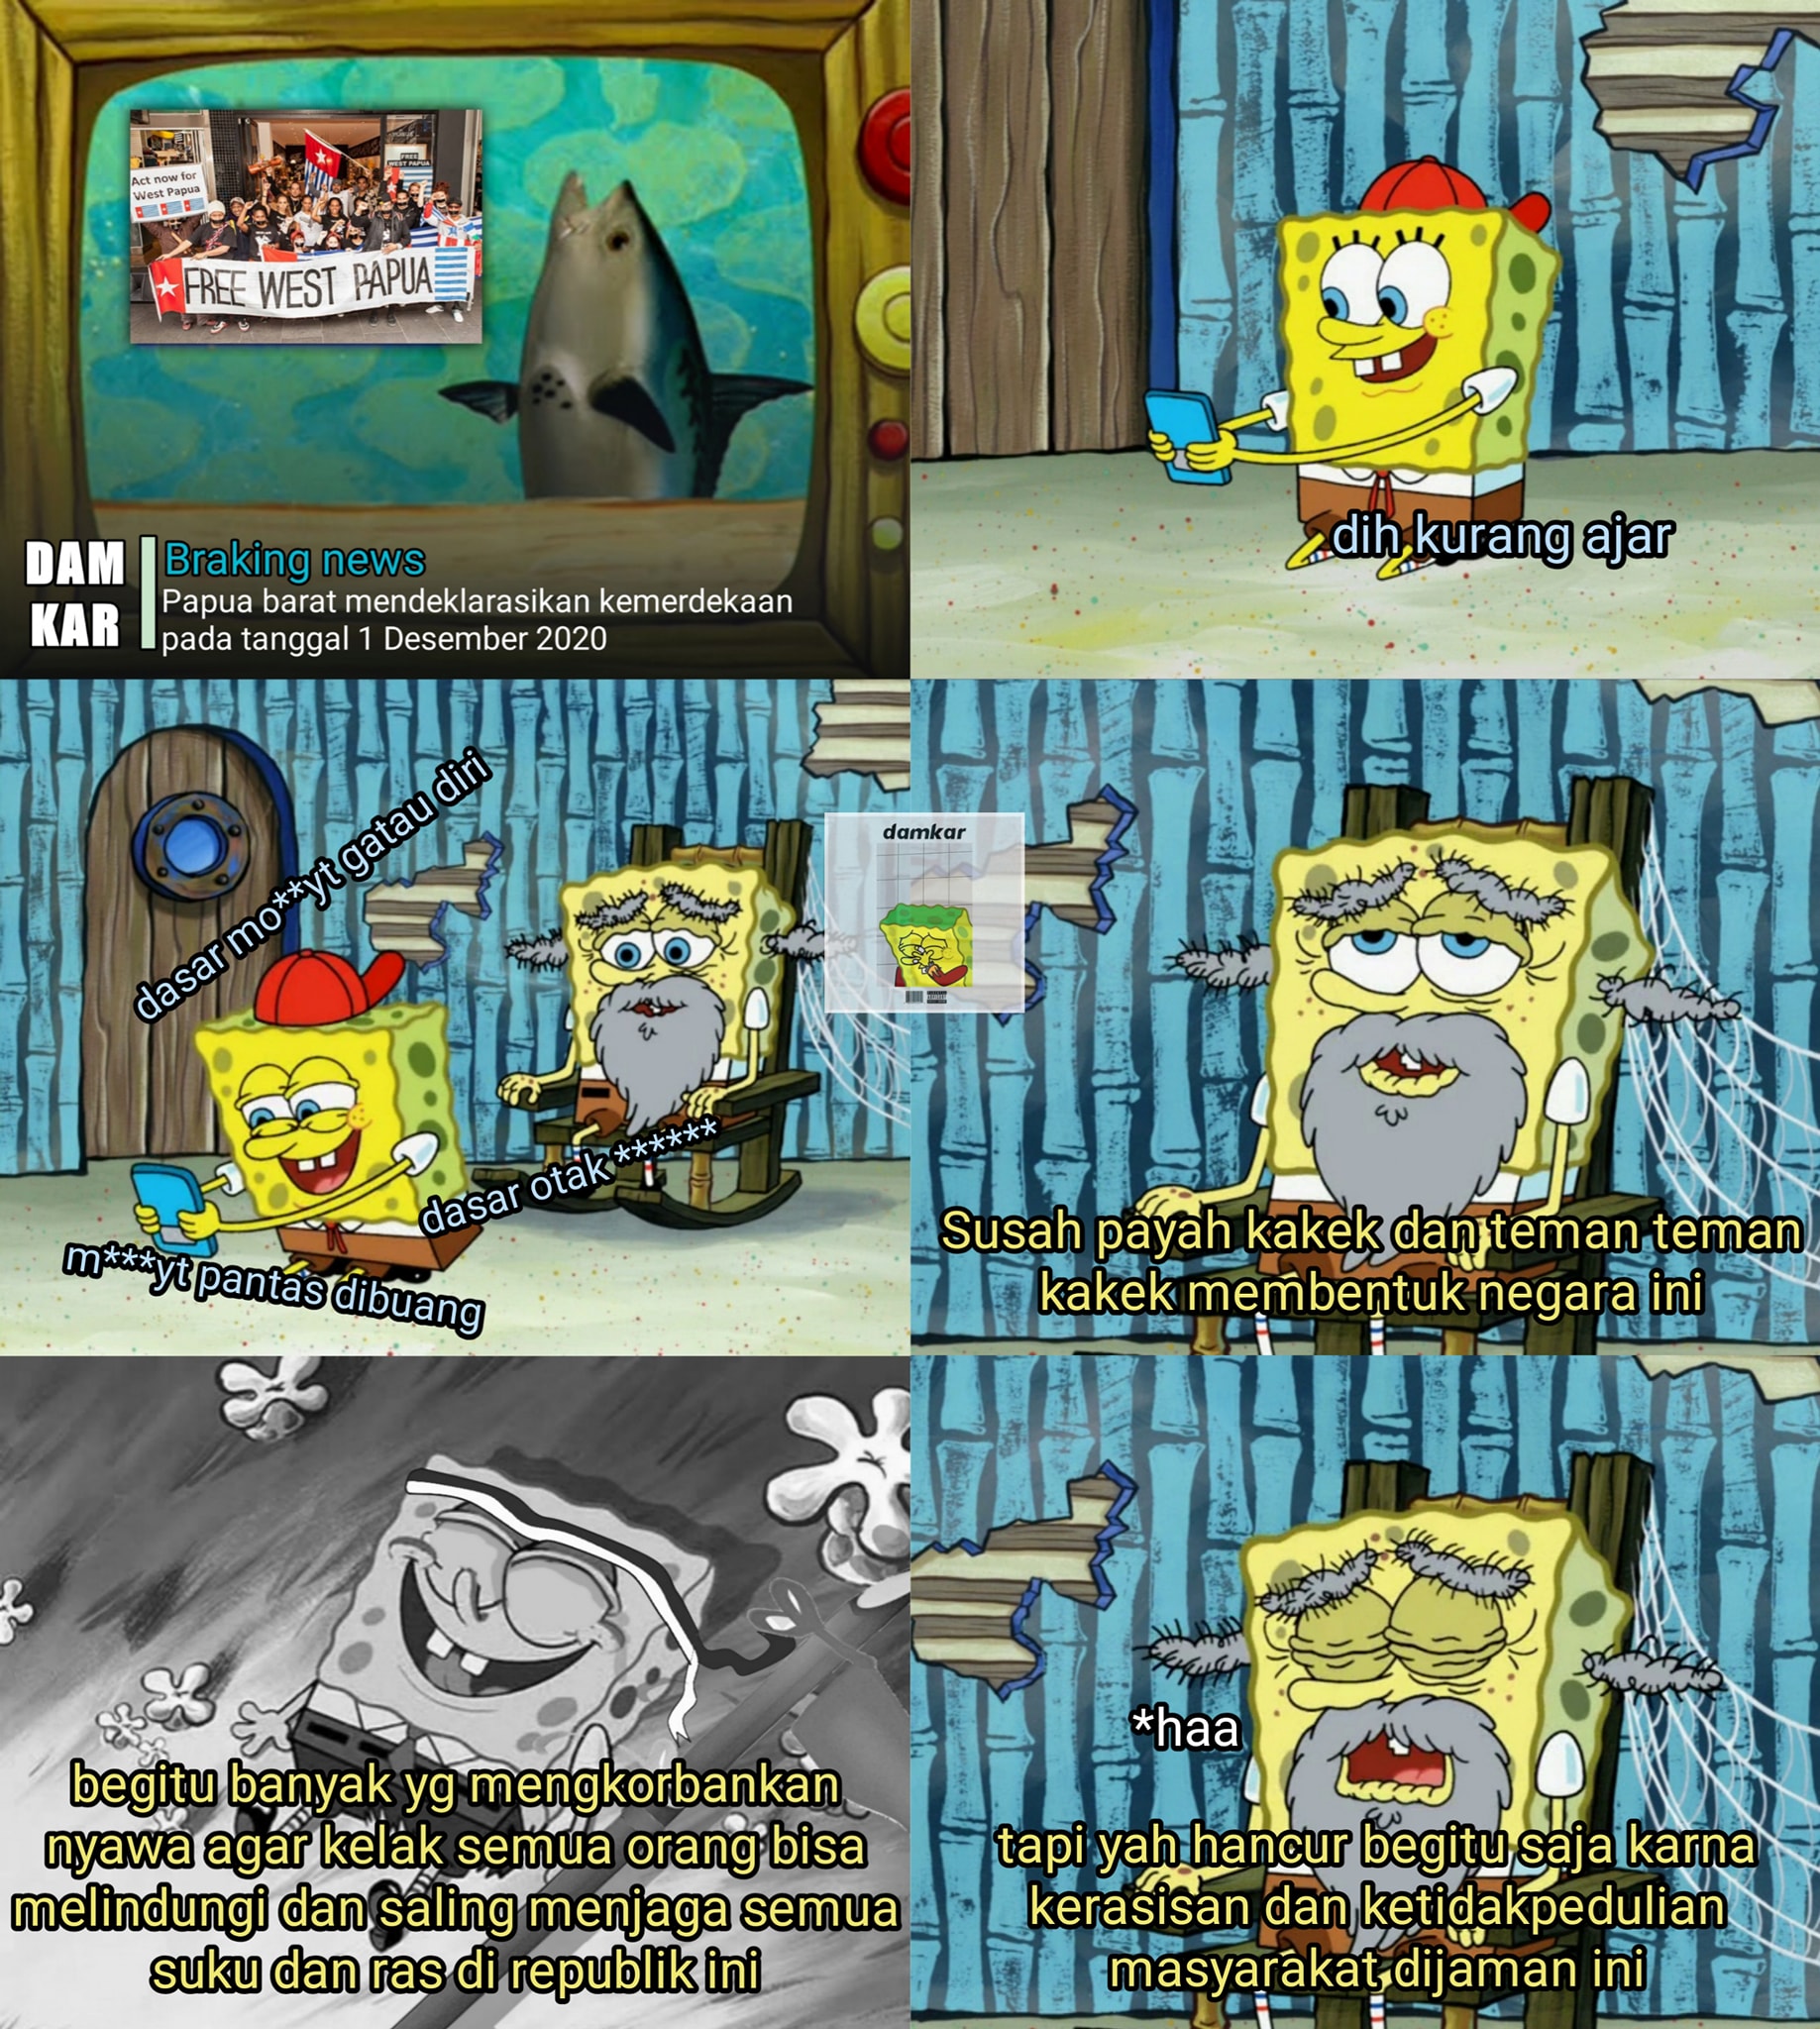 Act now for
West Papua
FREE
WEST PAPUA
FREE WEST PAPUA
DAM
KAR
Braking news
Papua barat mendeklarasikan kemerdekaan
pada tanggal 1 Desember 2020
dih kurang ajar
dasar mo**yt gatau diri
dasar otak ******
m***yt pantas dibuang
damkar
Susah payah kakek dan teman teman
kakek membentuk negara ini
begitu banyak yg mengkorbankan
nyawa agar kelak semua orang bisa
melindungi dan saling menjaga semua
suku dan ras di republik ini
*haa
tapi yah hancur begitu saja karna
kerasisan dan ketidakpedulian
masyarakat dijaman ini